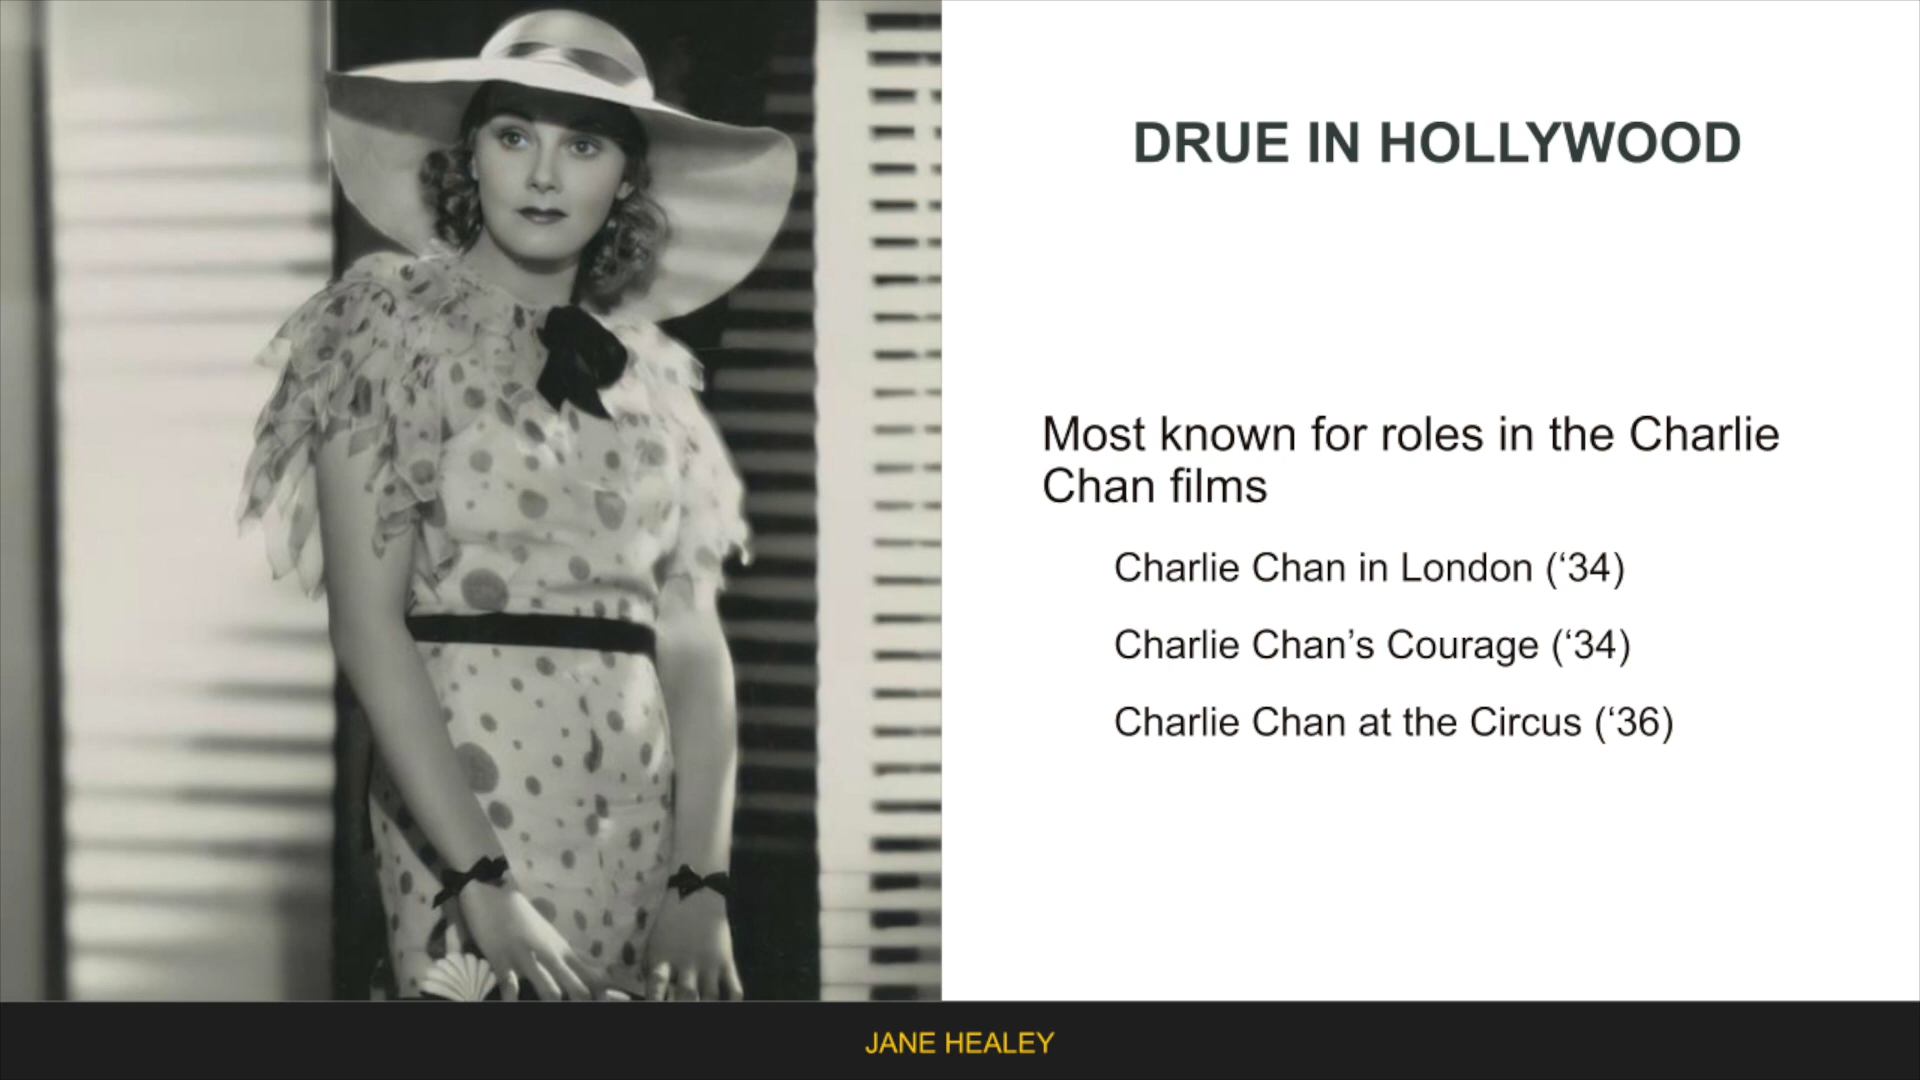 DRUE IN HOLLYWOOD
Most known for roles in the Charlie
Chan films
Charlie Chan in London (‘34)
Charlie Chan’s Courage (‘34)
Charlie Chan at the Circus (‘36)
JANE HEALEY